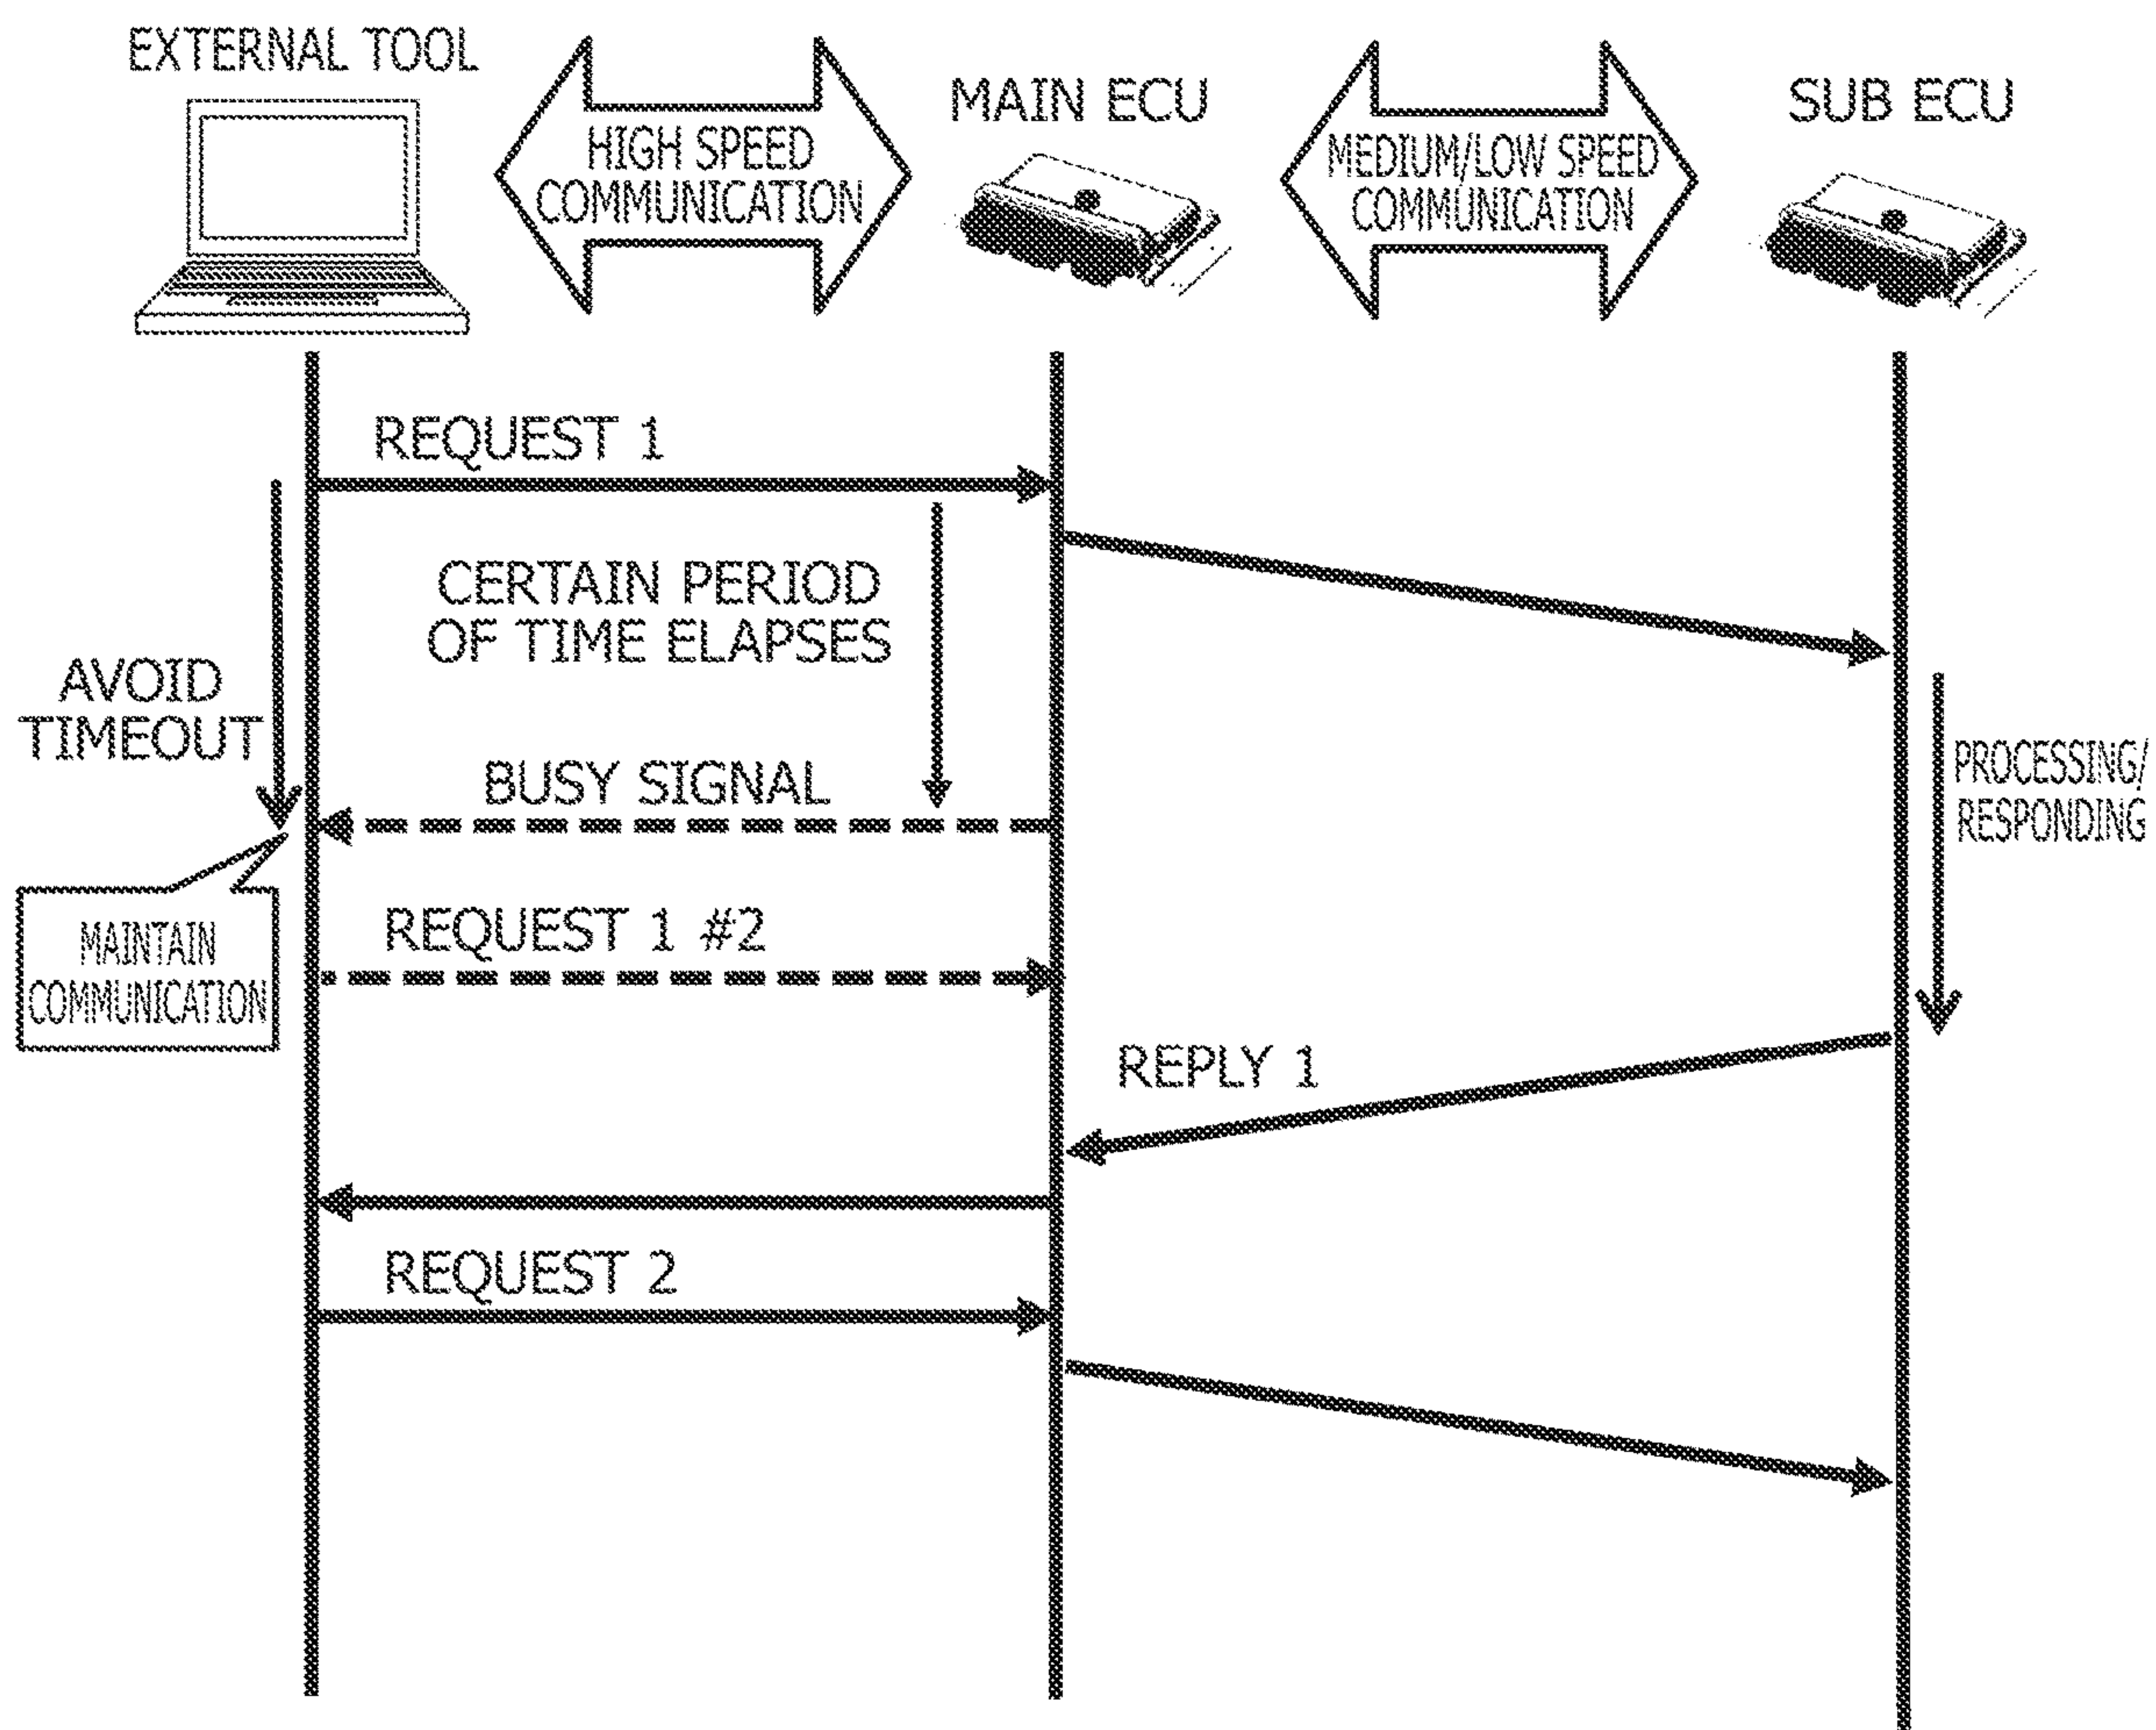 EXTERNAL TOOL
HIGH SPEED
COMMUNICATION
MAIN ECU
MEDIUM/LOW SPEED
COMMUNICATION
SUB ECU
REQUEST 1
CERTAIN PERIOD
OF TIME ELAPSES
AVOID
TIMEOUT
BUSY SIGNAL
PROCESSING/
RESPONDING
MAINTAIN
COMMUNICATION
REQUEST 1 #2
REPLY 1
REQUEST 2